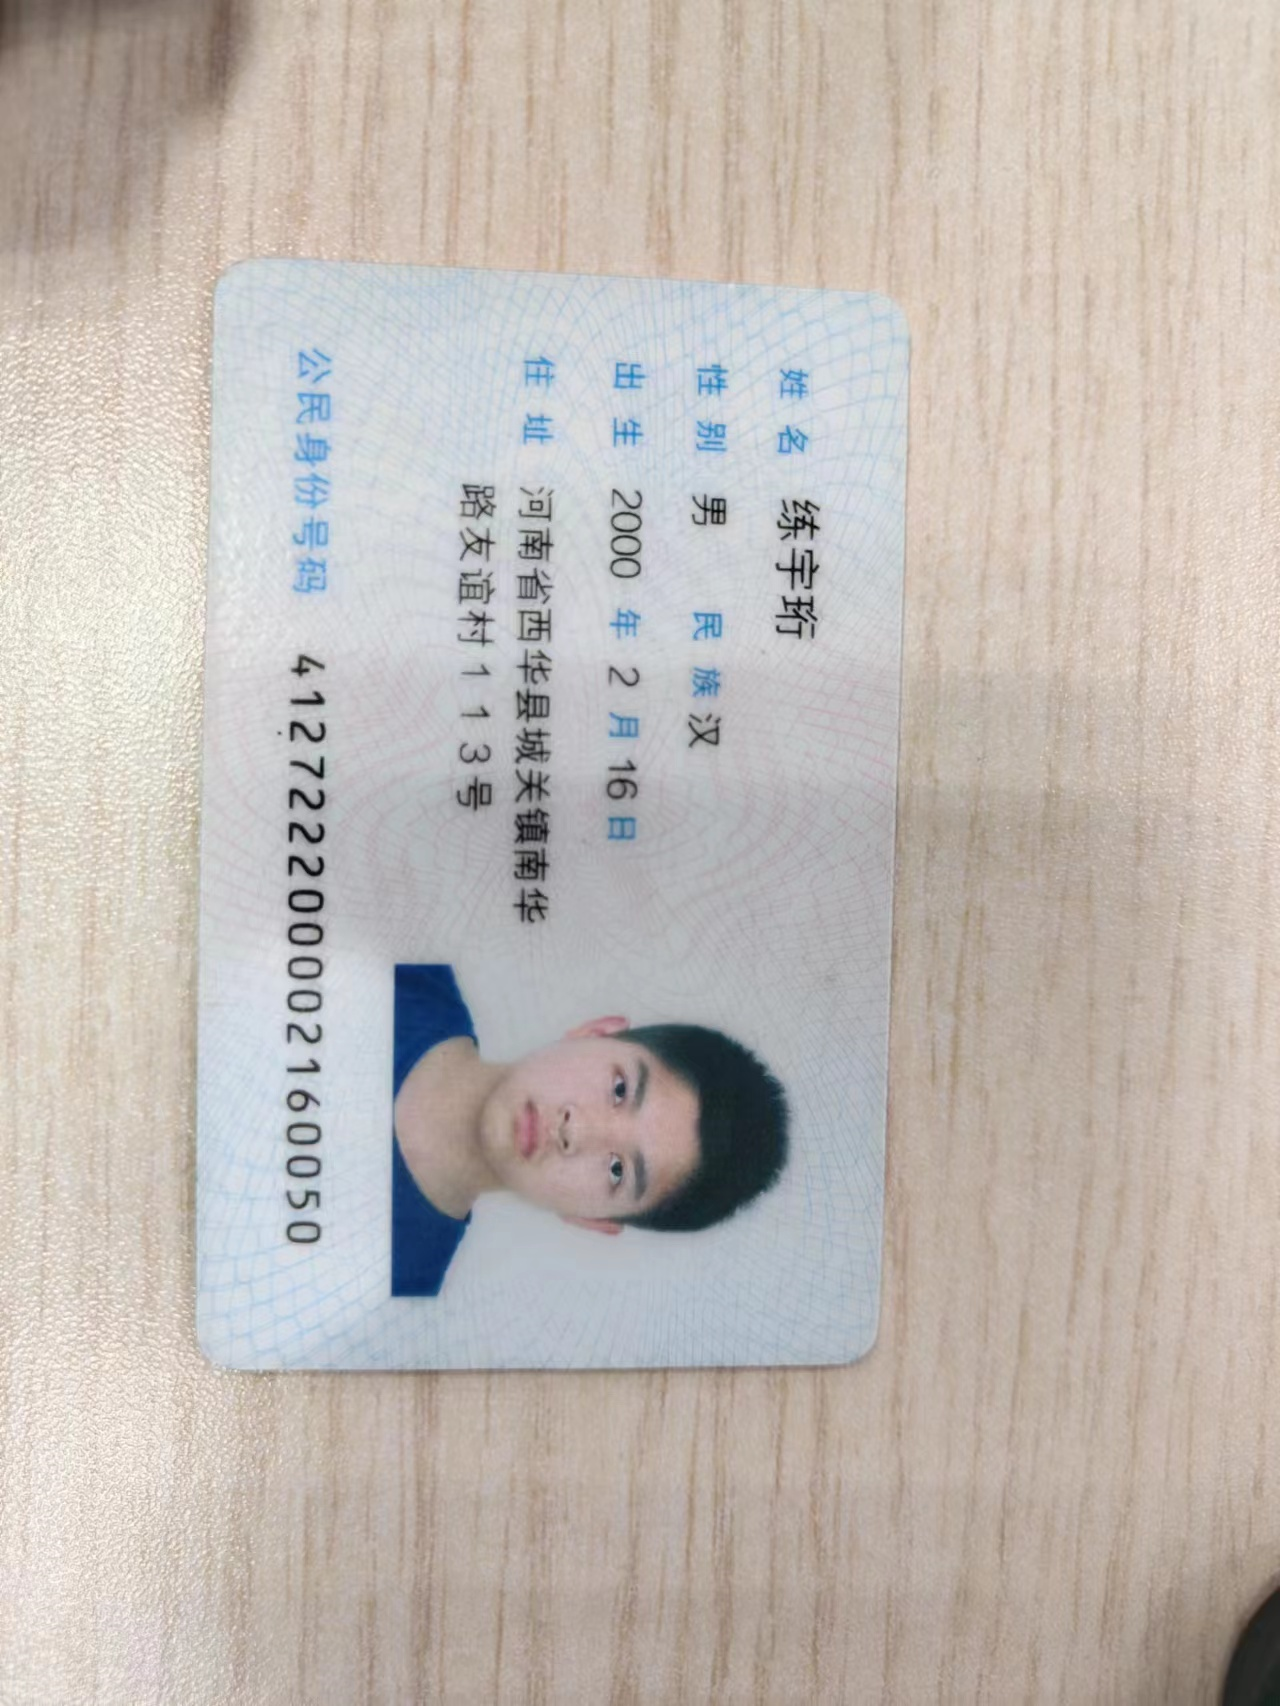 姓名 练宇珩
性别 男 民族 汉
出生 2000 年 2 月 16 日
住址 河南省西华县城关镇南华
路友谊村113号
公民身份号码 412722200002160050